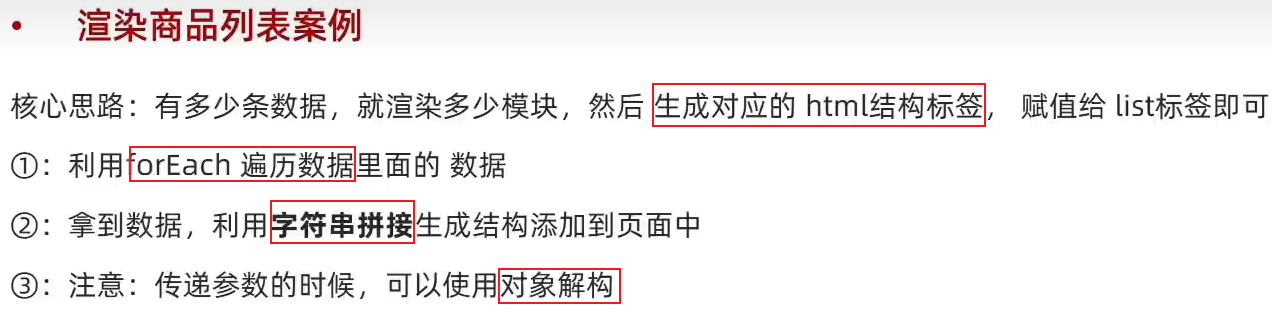 • 渲染商品列表案例
核心思路：有多少条数据，就渲染多少模块，然后 生成对应的 html结构标签， 赋值给 list标签即可
①：利用forEach 遍历数据里面的 数据
②：拿到数据，利用字符串拼接生成结构添加到页面中
③：注意：传递参数的时候，可以使用对象解构